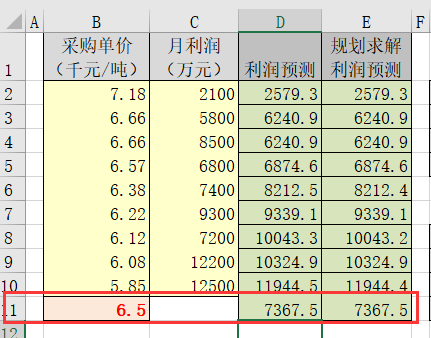 A B C D E F
采购单价 月利润 规划求解
1 （千元/吨） （万元） 利润预测 利润预测
2 7.18 2100 2579.3 2579.3
3 6.66 5800 6240.9 6240.9
4 6.66 8500 6240.9 6240.9
5 6.57 6800 6874.6 6874.6
6 6.38 7400 8212.5 8212.4
7 6.22 9300 9339.1 9339.1
8 6.12 7200 10043.3 10043.2
9 6.08 12200 10324.9 10324.9
10 5.85 12500 11944.5 11944.4
11 6.5 7367.5 7367.5
12